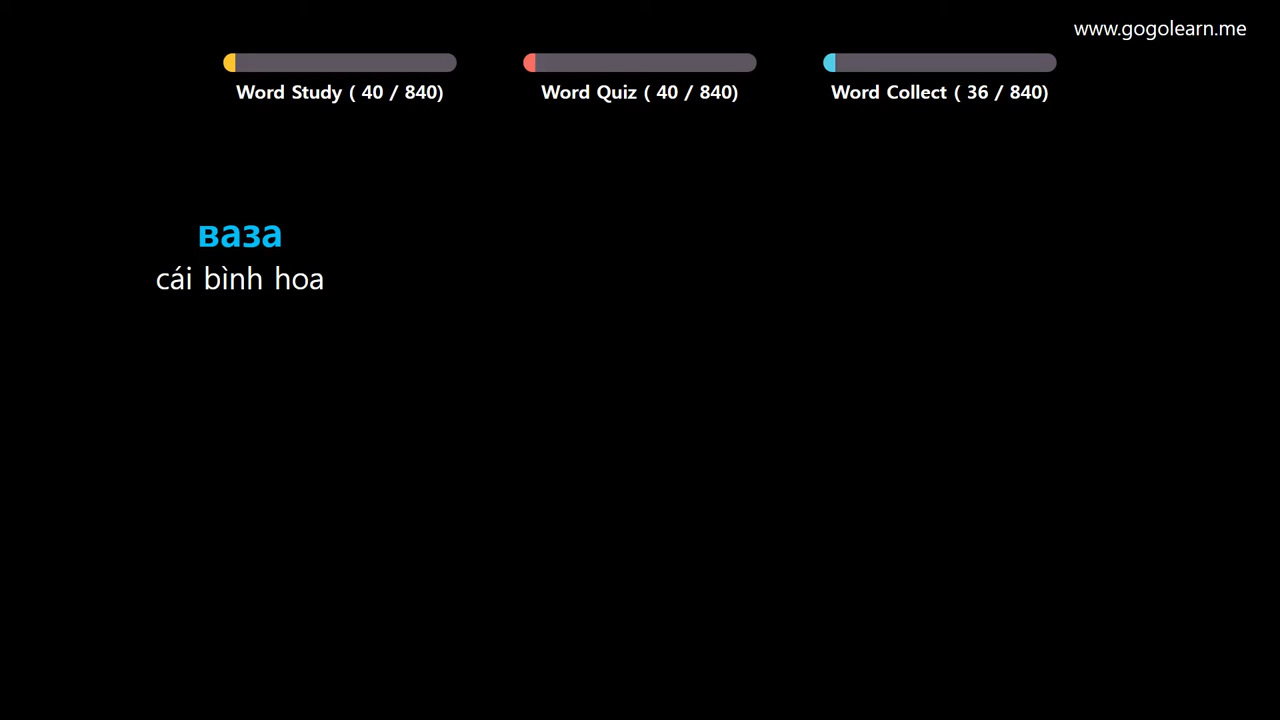 www.gogolearn.me
Word Study ( 40 / 840)
Word Quiz ( 40 / 840)
Word Collect ( 36 / 840)
ваза
cái bình hoa